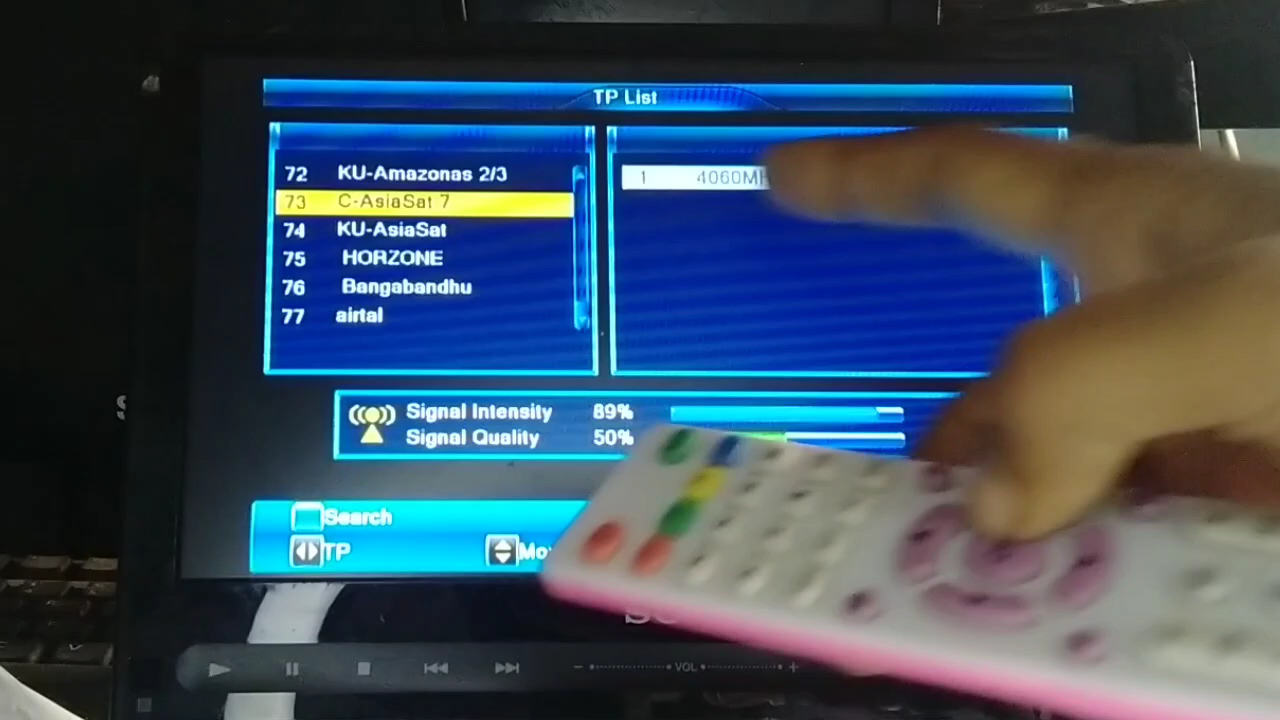 TP List
72 KU-Amazonas 2/3
73 C-AsiaSat 7
74 KU-AsiaSat
75 HORZONE
76 Bangabandhu
77 airtal
1 4060M
Signal Intensity 89%
Signal Quality 50%
Search
TP
VOL